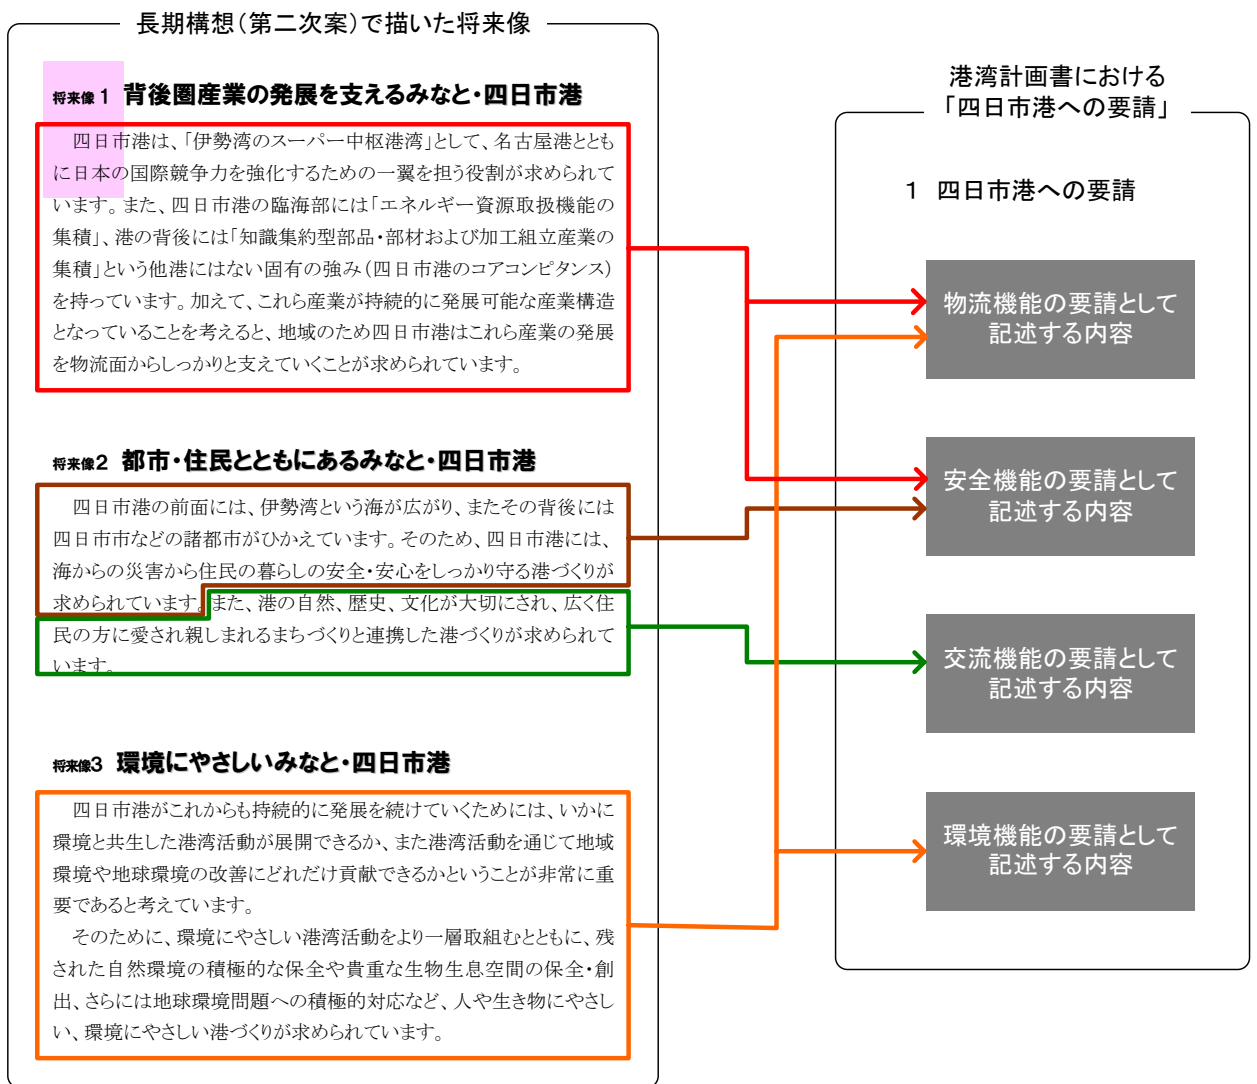 長期構想(第二次案)で描いた将来像
将来像1 背後圏産業の発展を支えるみなと・四日市港
四日市港は、「伊勢湾のスーパー中枢港湾」として、名古屋港ととも
に日本の国際競争力を強化するための一翼を担う役割が求められて
います。また、四日市港の臨海部には「エネルギー資源取扱機能の
集積」、港の背後には「知識集約型部品・部材および加工組立産業の
集積」という他港にはない固有の強み(四日市港のコアコンピタンス)
を持っています。加えて、これら産業が持続的に発展可能な産業構造
となっていることを考えると、地域のため四日市港はこれら産業の発展
を物流面からしっかりと支えていくことが求められています。
将来像2 都市・住民とともにあるみなと・四日市港
四日市港の前面には、伊勢湾という海が広がり、またその背後には
四日市市などの諸都市がひかえています。そのため、四日市港には、
海からの災害から住民の暮らしの安全・安心をしっかり守る港づくりが
求められています。また、港の自然、歴史、文化が大切にされ、広く住
民の方に愛され親しまれるまちづくりと連携した港づくりが求められて
います。
将来像3 環境にやさしいみなと・四日市港
四日市港がこれからも持続的に発展を続けていくためには、いかに
環境と共生した港湾活動が展開できるか、また港湾活動を通じて地域
環境や地球環境の改善にどれだけ貢献できるかということが非常に重
要であると考えています。
そのために、環境にやさしい港湾活動をより一層取組むとともに、残
された自然環境の積極的な保全や貴重な生物生息空間の保全・創
出、さらには地球環境問題への積極的対応など、人や生き物にやさし
い、環境にやさしい港づくりが求められています。
港湾計画書における
「四日市港への要請」
1 四日市港への要請
物流機能の要請として
記述する内容
安全機能の要請として
記述する内容
交流機能の要請として
記述する内容
環境機能の要請として
記述する内容